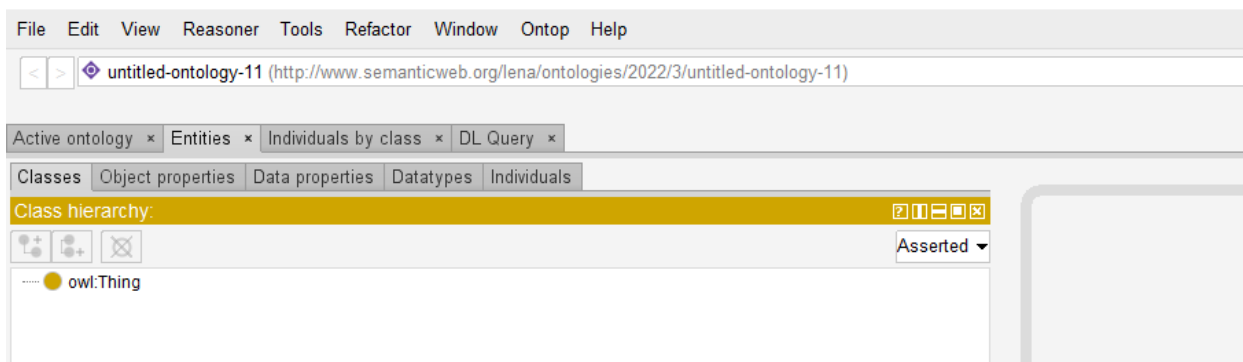 File Edit View Reasoner Tools Refactor Window Ontop Help
< > untitled-ontology-11 (http://www.semanticweb.org/lena/ontologies/2022/3/untitled-ontology-11)
Active ontology × Entities × Individuals by class × DL Query ×
Classes Object properties Data properties Datatypes Individuals
Class hierarchy:
Asserted
owl:Thing